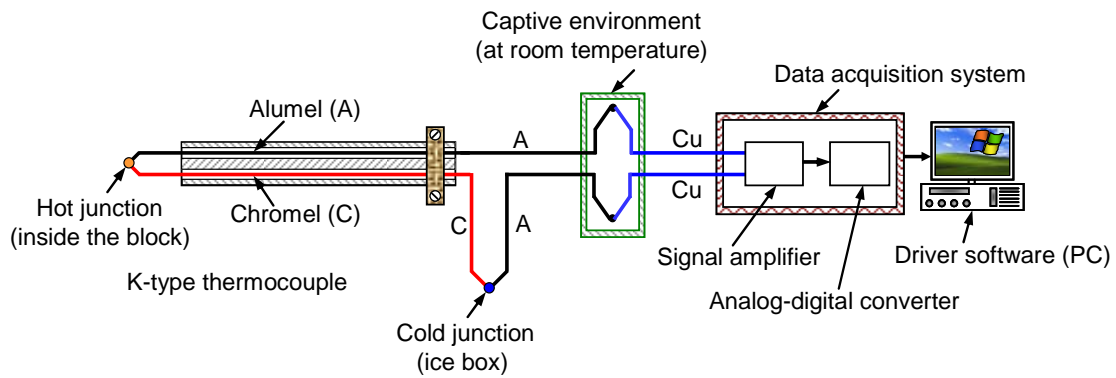 Captive environment
(at room temperature)
Data acquisition system
Alumel (A)
A
Cu
Cu
Hot junction
(inside the block)
Chromel (C)
C
A
Signal amplifier
Driver software (PC)
K-type thermocouple
Analog-digital converter
Cold junction
(ice box)